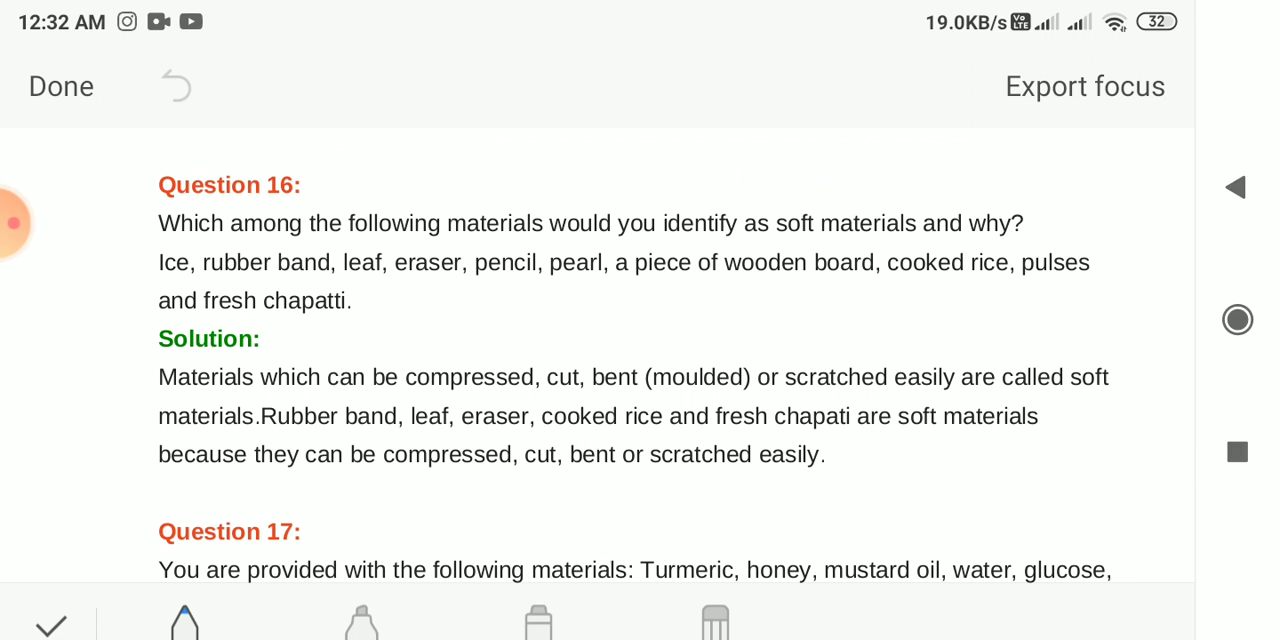 12:32 AM 19.0KB/s Vo LTE 32
Done Export focus
Question 16:
Which among the following materials would you identify as soft materials and why?
Ice, rubber band, leaf, eraser, pencil, pearl, a piece of wooden board, cooked rice, pulses
and fresh chapatti.
Solution:
Materials which can be compressed, cut, bent (moulded) or scratched easily are called soft
materials.Rubber band, leaf, eraser, cooked rice and fresh chapati are soft materials
because they can be compressed, cut, bent or scratched easily.
Question 17:
You are provided with the following materials: Turmeric, honey, mustard oil, water, glucose,